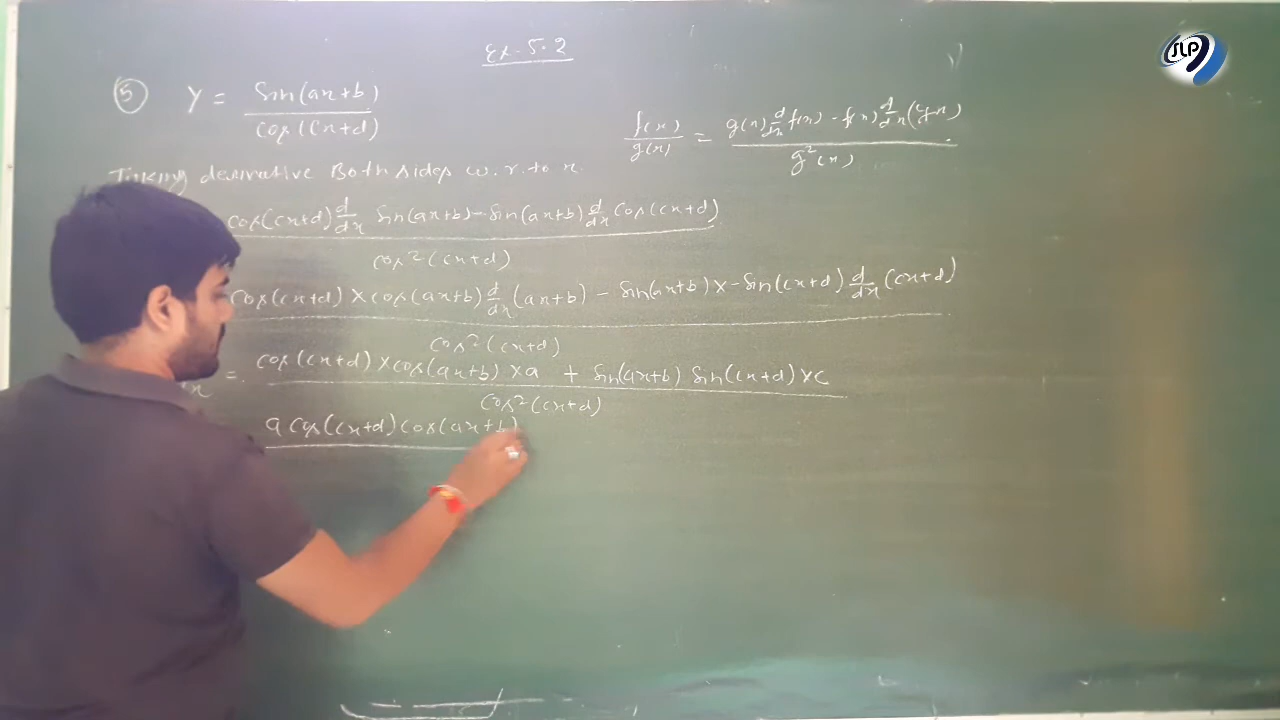 Ex-5.2
(5) Y = Sin(ax+b) / Cos(cx+d)
f(x)/g(x) = g(x) d/dx f(x) - f(x) d/dx (g(x)) / g²(x)
Taking derivative Both sides w.r. to x.
Cos(cx+d) d/dx Sin(ax+b) - Sin(ax+b) d/dx Cos(cx+d)
Cos²(cx+d)
Cos(cx+d) × Cos(ax+b) d/dx (ax+b) - Sin(ax+b) × -Sin(cx+d) d/dx (cx+d)
Cos²(cx+d)
= Cos(cx+d) × Cos(ax+b) × a + Sin(ax+b) Sin(cx+d) × c
Cos²(cx+d)
a Cos(cx+d) Cos(ax+b)
SLP